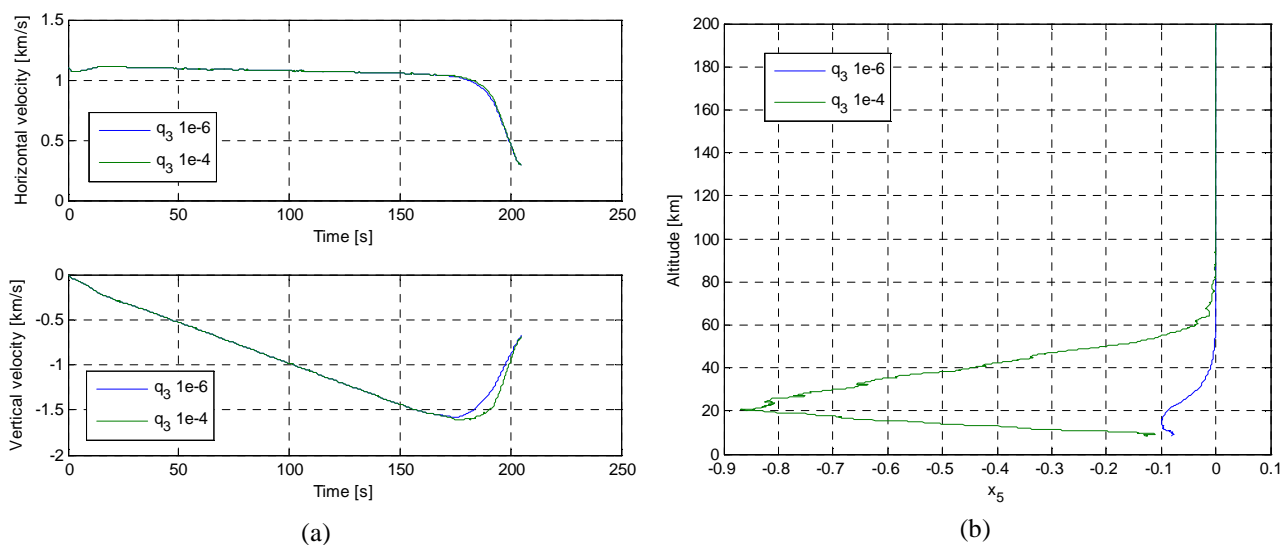 1.5
1
0.5
0
Horizontal velocity [km/s]
q3 1e-6
q3 1e-4
0 50 100 150 200 250
Time [s]
0
-0.5
-1
-1.5
-2
Vertical velocity [km/s]
q3 1e-6
q3 1e-4
0 50 100 150 200 250
Time [s]
(a)
200
180
160
140
120
100
80
60
40
20
0
Altitude [km]
q3 1e-6
q3 1e-4
-0.9 -0.8 -0.7 -0.6 -0.5 -0.4 -0.3 -0.2 -0.1 0 0.1
x5
(b)